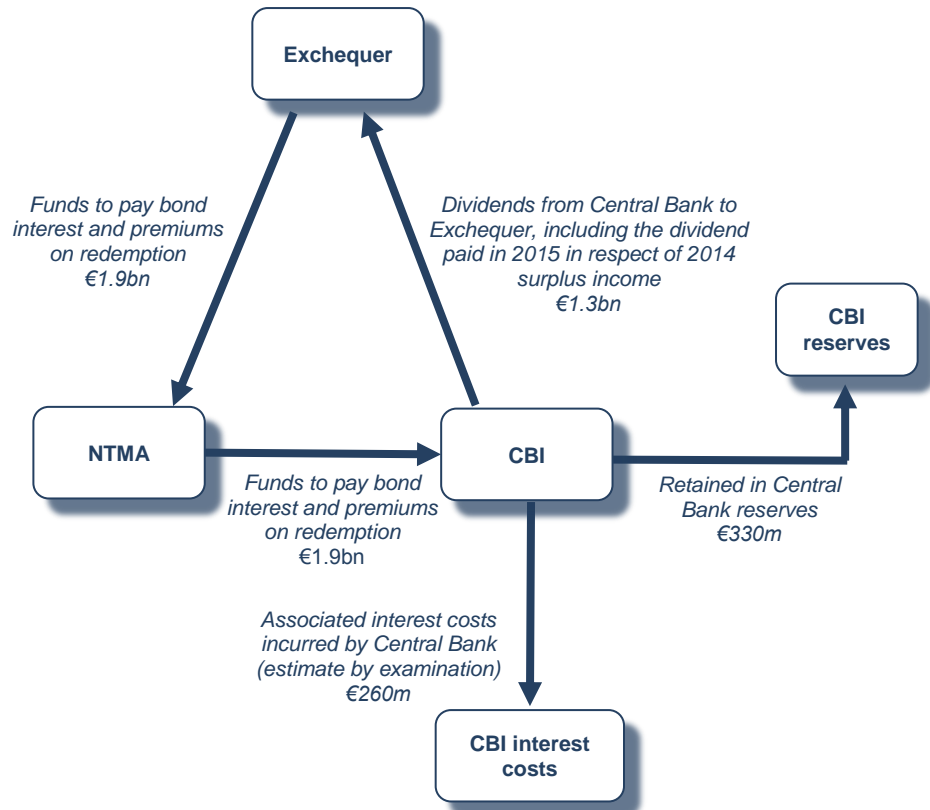 Exchequer
Funds to pay bond
interest and premiums
on redemption
€1.9bn
Dividends from Central Bank to
Exchequer, including the dividend
paid in 2015 in respect of 2014
surplus income
€1.3bn
CBI
reserves
NTMA
CBI
Funds to pay bond
interest and premiums
on redemption
€1.9bn
Retained in Central
Bank reserves
€330m
Associated interest costs
incurred by Central Bank
(estimate by examination)
€260m
CBI interest
costs